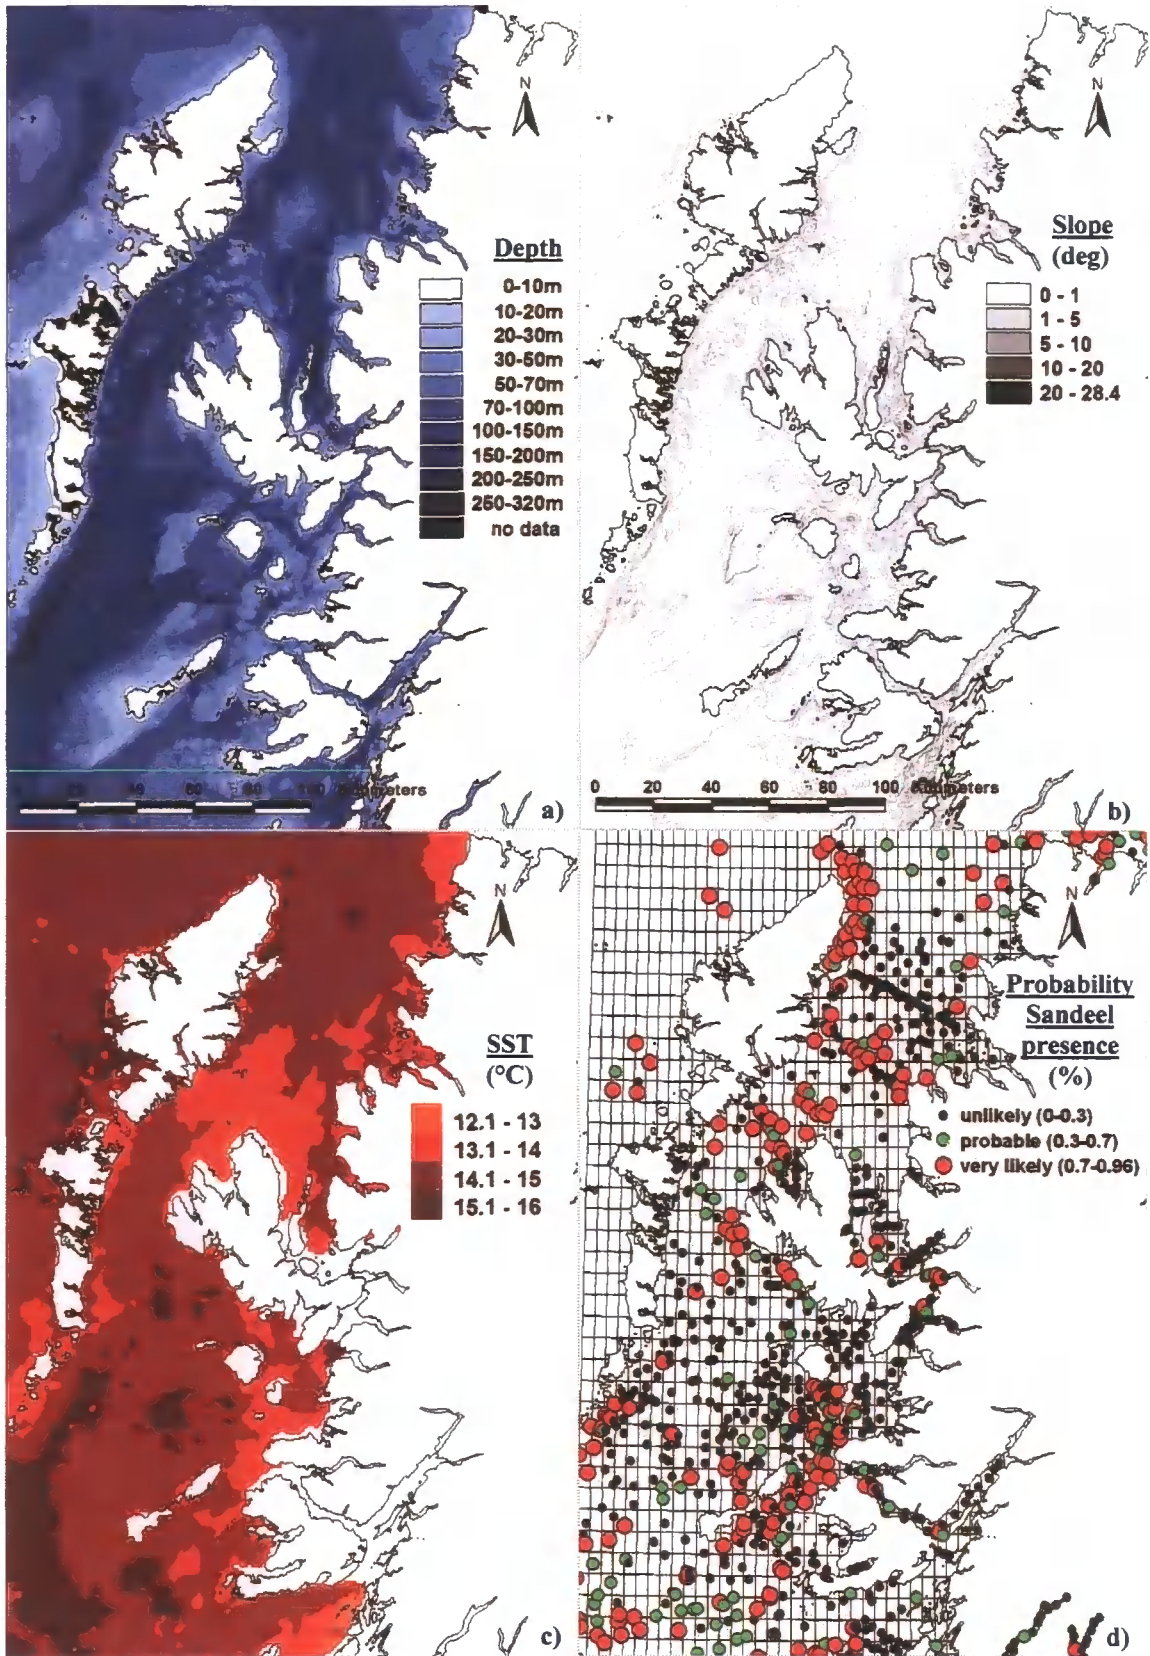 N
Depth
0-10m
10-20m
20-30m
30-50m
50-70m
70-100m
100-150m
150-200m
200-250m
250-320m
no data
a)
N
Slope
(deg)
0 - 1
1 - 5
5 - 10
10 - 20
20 - 28.4
0 20 40 60 80 100
b)
N
SST
(°C)
12.1 - 13
13.1 - 14
14.1 - 15
15.1 - 16
c)
N
Probability
Sandeel
presence
(%)
unlikely (0-0.3)
probable (0.3-0.7)
very likely (0.7-0.96)
d)